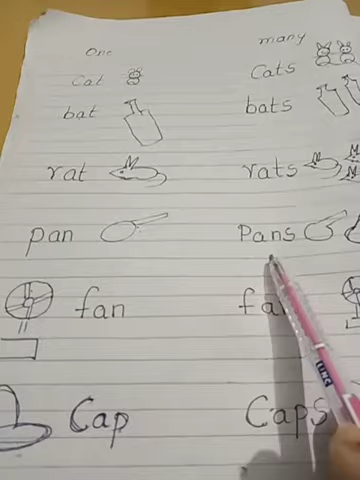 One many
Cat Cats
bat bats
rat rats
pan Pans
fan
Cap Caps